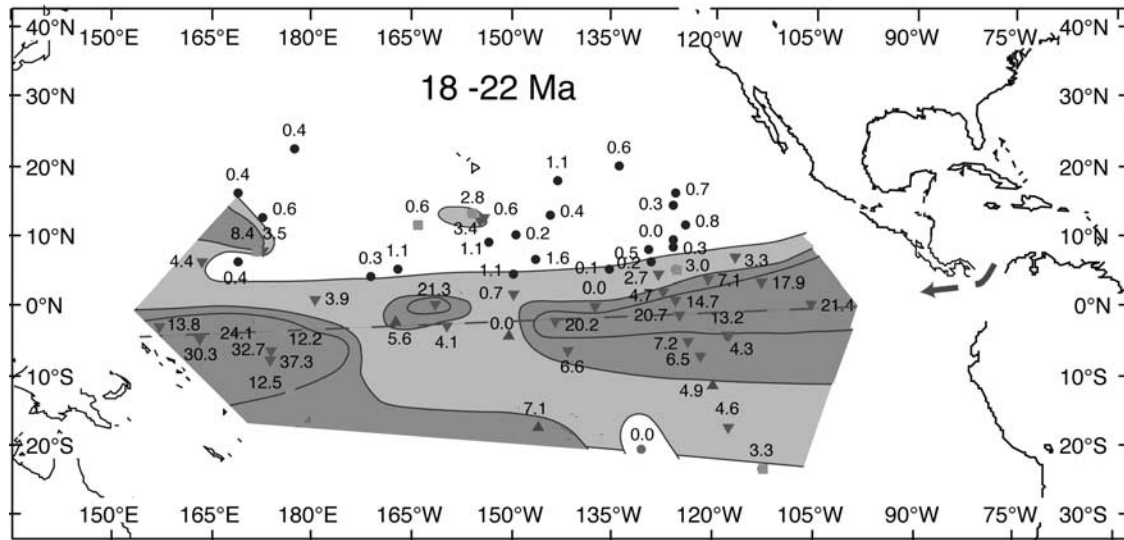 40°N 150°E 165°E 180°E 165°W 150°W 135°W 120°W 105°W 90°W 75°W 40°N
18 -22 Ma
30°N 30°N
0.4 0.6
20°N 1.1 20°N
0.4 0.7
0.6 0.6 2.8 0.6 0.4 0.3 0.8
10°N 8.4 3.5 3.4 1.1 0.2 0.0 10°N
4.4 0.4 0.3 1.1 1.1 1.6 0.1 0.5 0.2 0.3
2.7 3.0 3.3
0°N 3.9 21.3 0.7 0.0 4.7 7.1 17.9 0°N
14.7 21.4
13.8 24.1 12.2 5.6 4.1 0.0 20.2 20.7 13.2
30.3 32.7 37.3 6.6 7.2 6.5 4.3
10°S 12.5 4.9 10°S
7.1 4.6
20°S 0.0 3.3 20°S
30°S 150°E 165°E 180°E 165°W 150°W 135°W 120°W 105°W 90°W 75°W 30°S